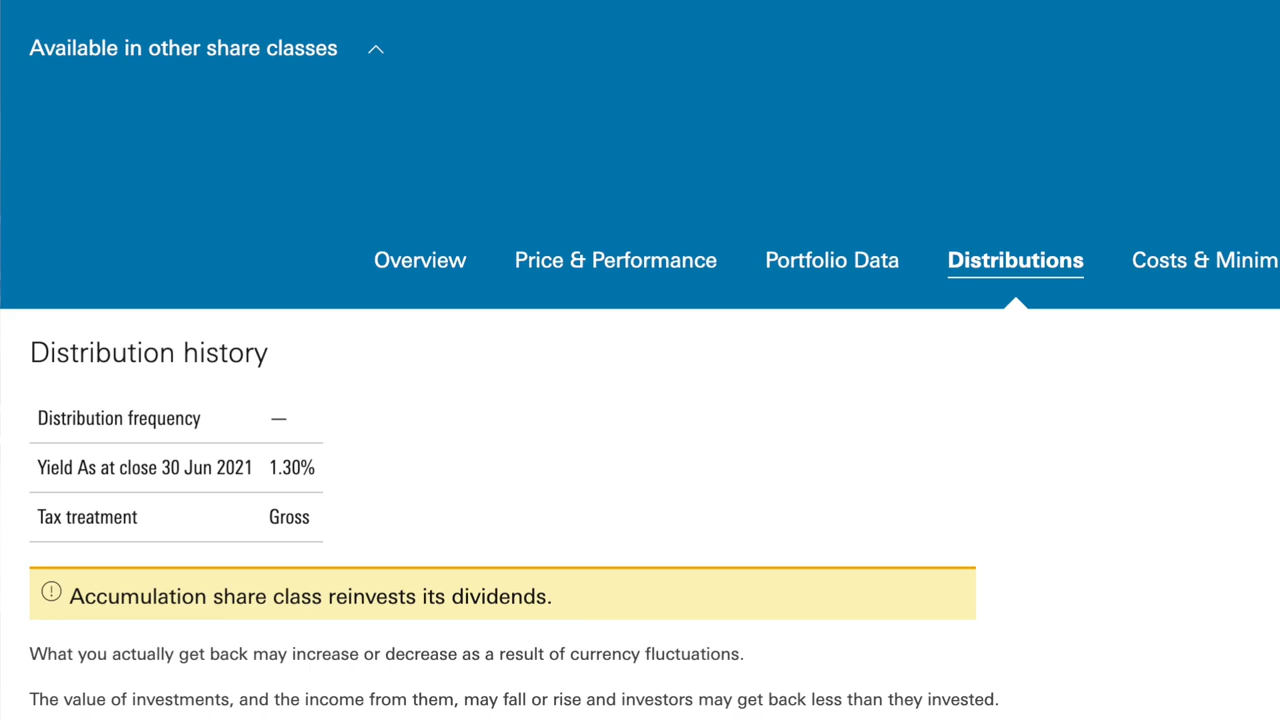 Available in other share classes
Overview Price & Performance Portfolio Data Distributions Costs & Minim
Distribution history
Distribution frequency —
Yield As at close 30 Jun 2021 1.30%
Tax treatment Gross
Accumulation share class reinvests its dividends.
What you actually get back may increase or decrease as a result of currency fluctuations.
The value of investments, and the income from them, may fall or rise and investors may get back less than they invested.